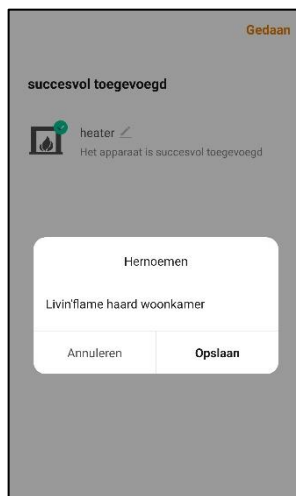 Gedaan
succesvol toegevoegd
heater
Het apparaat is succesvol toegevoegd
Hernoemen
Livin'flame haard woonkamer
Annuleren
Opslaan